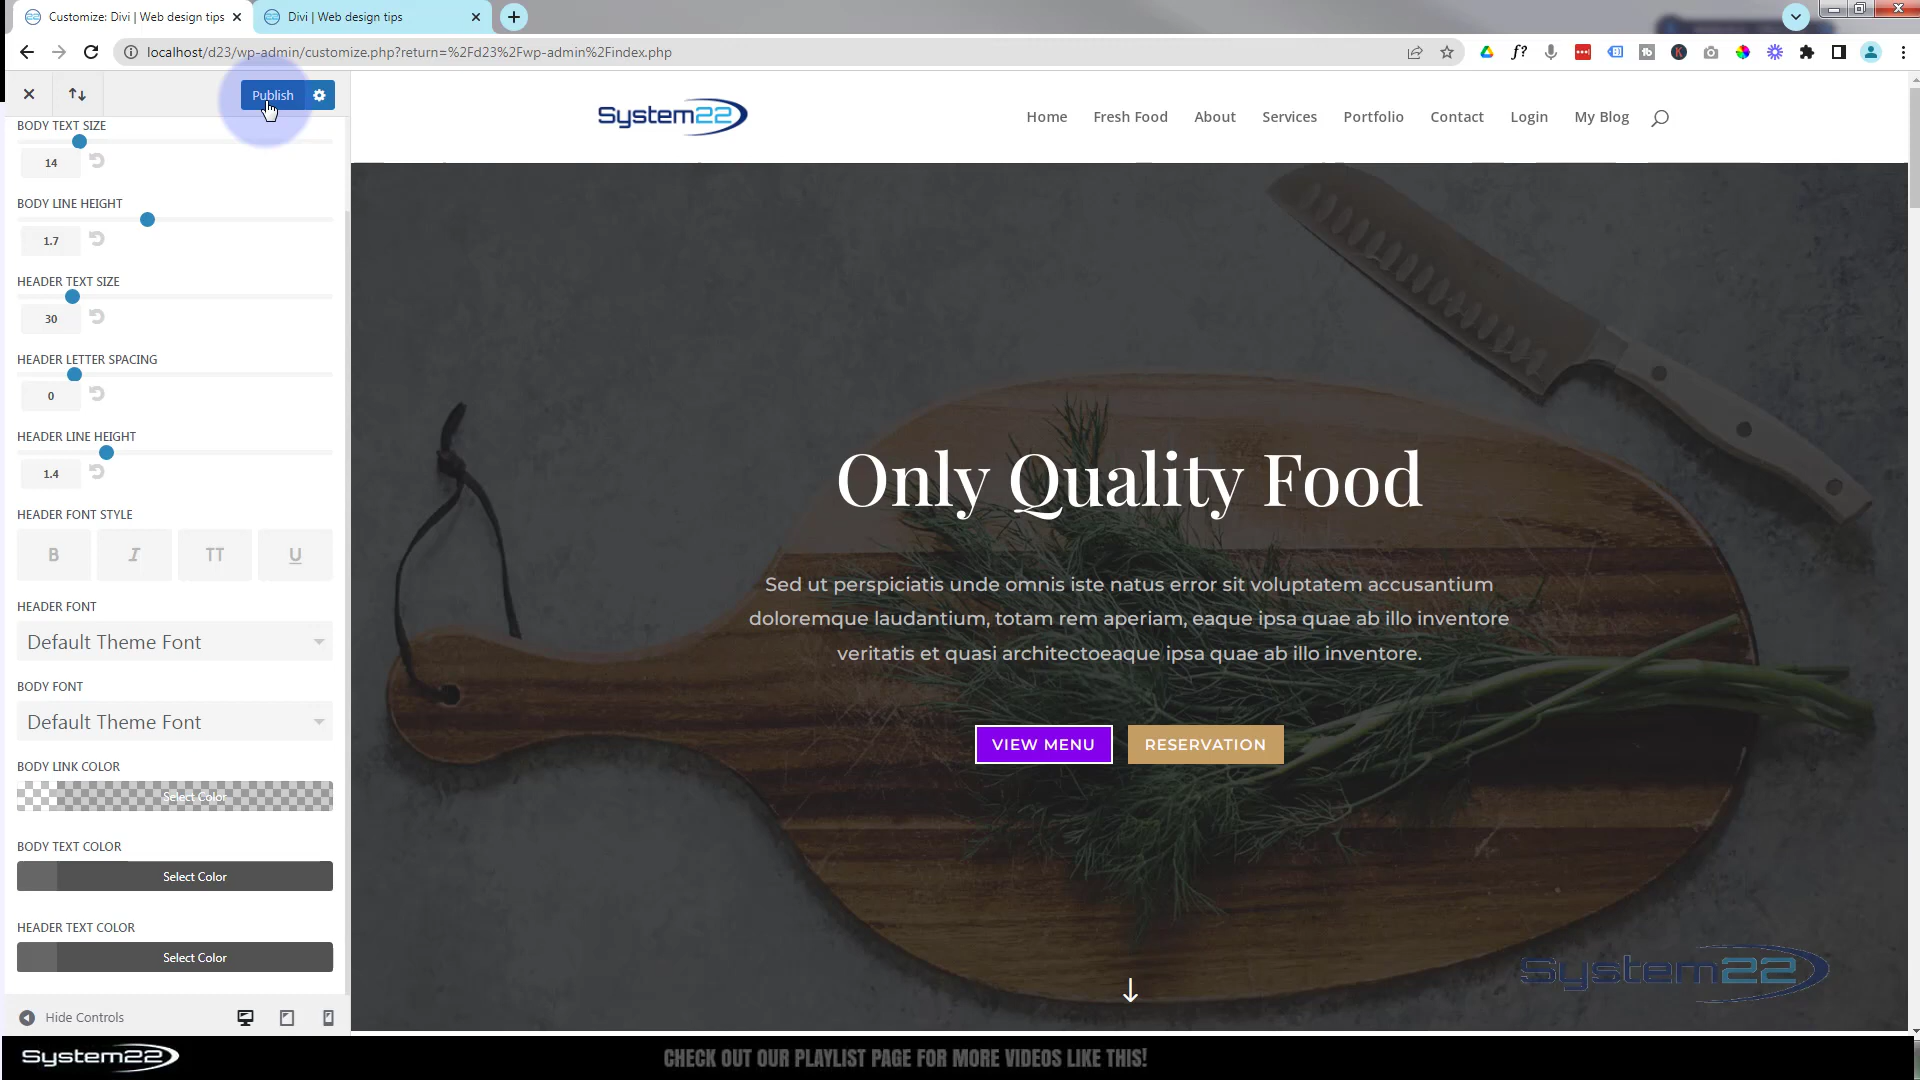 Customize: Divi | Web design tips
Divi | Web design tips
localhost/d23/wp-admin/customize.php?return=%2Fd23%2Fwp-admin%2Findex.php
Publish
BODY TEXT SIZE
14
BODY LINE HEIGHT
1.7
HEADER TEXT SIZE
30
HEADER LETTER SPACING
0
HEADER LINE HEIGHT
1.4
HEADER FONT STYLE
B I TT U
HEADER FONT
Default Theme Font
BODY FONT
Default Theme Font
BODY LINK COLOR
Select Color
BODY TEXT COLOR
Select Color
HEADER TEXT COLOR
Select Color
Hide Controls
System22
Home Fresh Food About Services Portfolio Contact Login My Blog
Only Quality Food
Sed ut perspiciatis unde omnis iste natus error sit voluptatem accusantium
doloremque laudantium, totam rem aperiam, eaque ipsa quae ab illo inventore
veritatis et quasi architectoeaque ipsa quae ab illo inventore.
VIEW MENU
RESERVATION
System22
System22
CHECK OUT OUR PLAYLIST PAGE FOR MORE VIDEOS LIKE THIS!